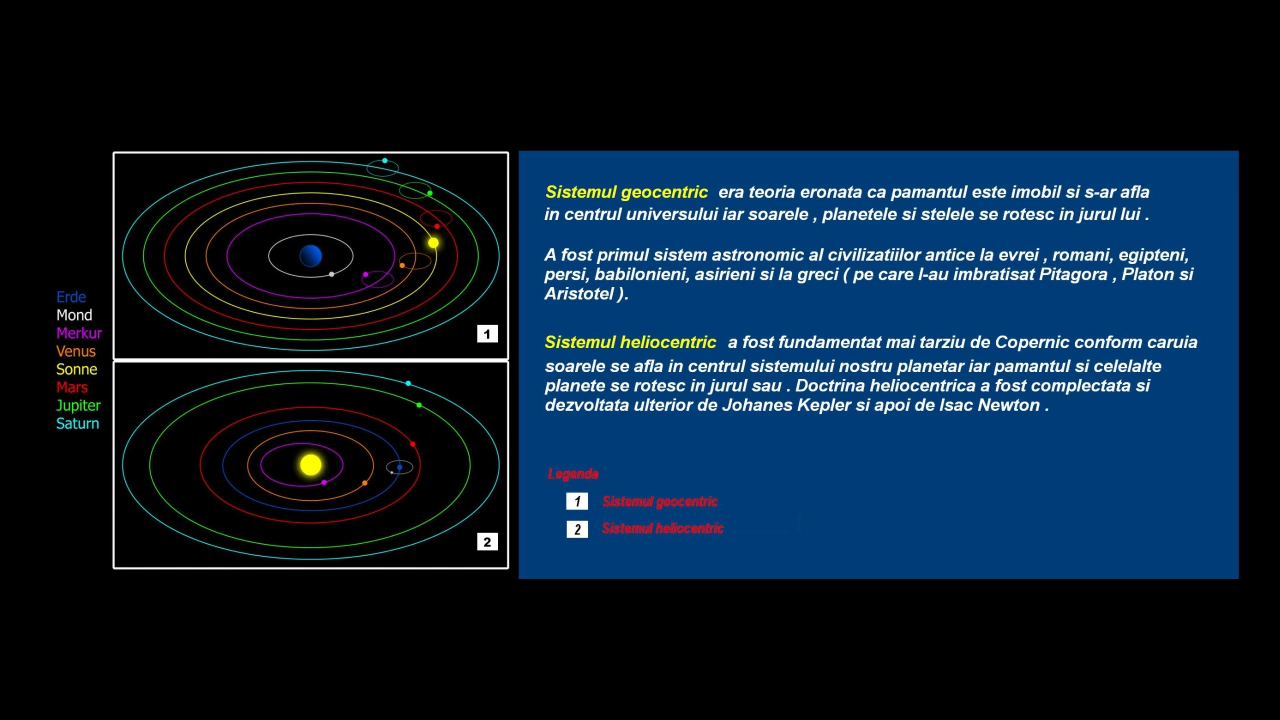 Erde
Mond
Merkur
Venus
Sonne
Mars
Jupiter
Saturn
1
2
Sistemul geocentric era teoria eronata ca pamantul este imobil si s-ar afla
in centrul universului iar soarele , planetele si stelele se rotesc in jurul lui .
A fost primul sistem astronomic al civilizatiilor antice la evrei , romani, egipteni,
persi, babilonieni, asirieni si la greci ( pe care l-au imbratisat Pitagora , Platon si
Aristotel ).
Sistemul heliocentric a fost fundamentat mai tarziu de Copernic conform caruia
soarele se afla in centrul sistemului nostru planetar iar pamantul si celelalte
planete se rotesc in jurul sau . Doctrina heliocentrica a fost complectata si
dezvoltata ulterior de Johanes Kepler si apoi de Isac Newton .
Legenda
1 Sistemul geocentric
2 Sistemul heliocentric